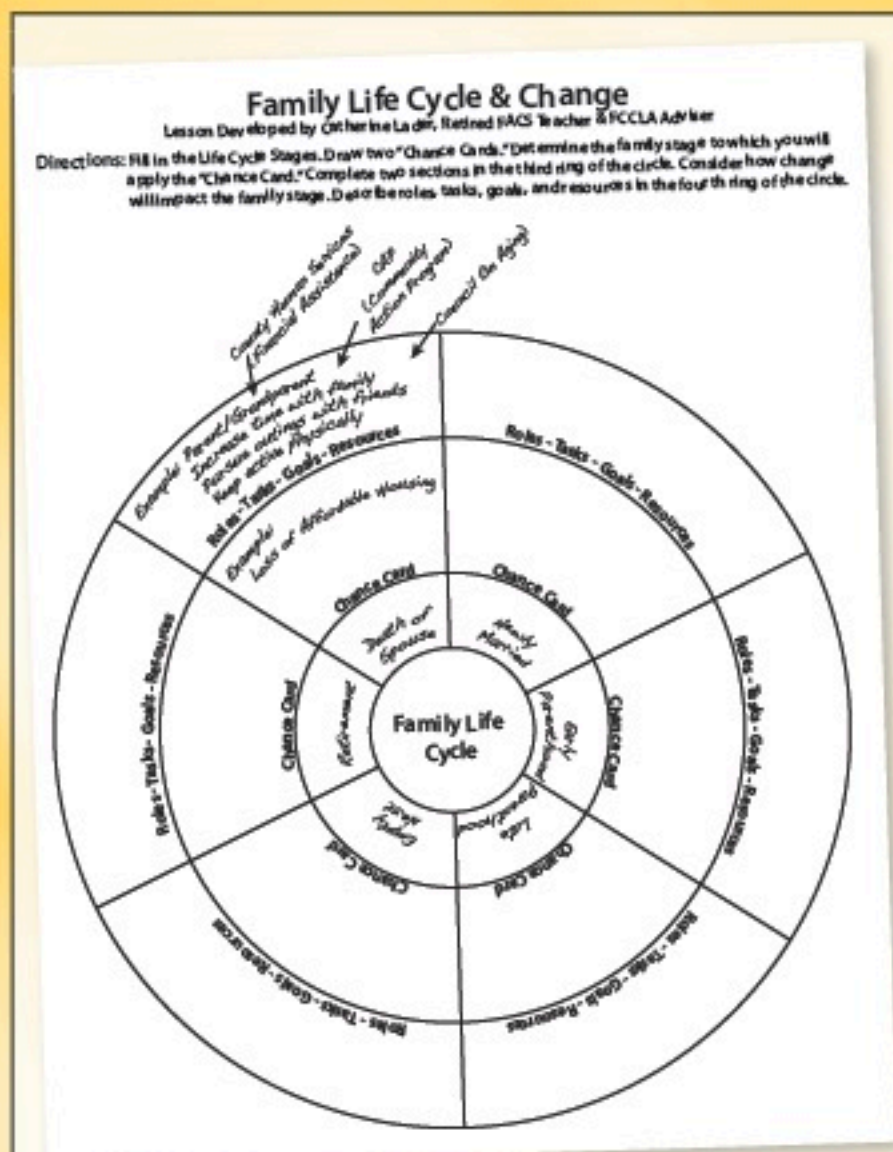 Family Life Cycle & Change
Lesson Developed by Catherine Lader, Retired FACS Teacher & FCCLA Adviser
Directions: Fill in the Life Cycle Stages. Draw two "Chance Cards." Determine the family stage to which you will
apply the "Chance Card." Complete two sections in the third ring of the circle. Consider how change
will impact the family stage. Describe roles, tasks, goals, and resources in the fourth ring of the circle.
County Human Services
(Financial Assistance)
CAP
(Community
Action Program)
Council On Aging
Example: Parent/Grandparent
Increase time with family
Pursue outings with friends
Keep active Physically
Roles - Tasks - Goals - Resources
Example:
Loss of Affordable Housing
Chance Card
Death of
Spouse
Roles - Tasks - Goals - Resources
Chance Card
Newly
Married
Roles - Tasks - Goals - Resources
Chance Card
Early
Parenthood
Roles - Tasks - Goals - Resources
Chance Card
Late
Parenthood
Roles - Tasks - Goals - Resources
Chance Card
Empty
Nest
Roles - Tasks - Goals - Resources
Chance Card
Retirement
Family Life
Cycle